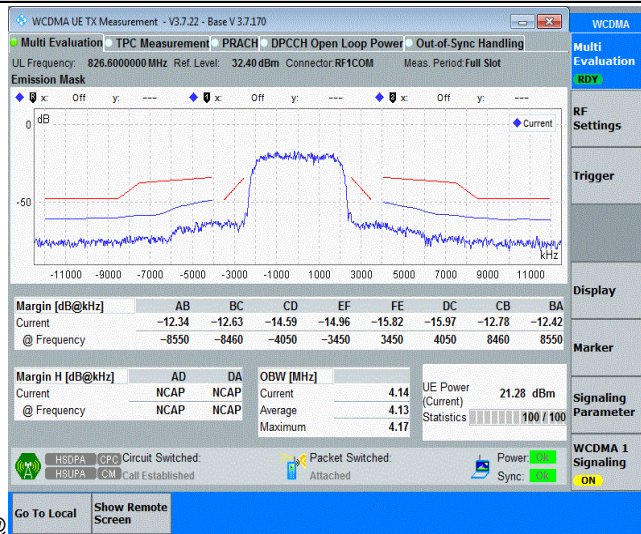 WCDMA UE TX Measurement - V3.7.22 - Base V 3.7.170
WCDMA
Multi Evaluation TPC Measurement PRACH DPCCH Open Loop Power Out-of-Sync Handling
Multi Evaluation
RDY
UL Frequency: 826.6000000 MHz Ref. Level: 32.40 dBm Connector: RF1COM Meas. Period: Full Slot
Emission Mask
x: Off y: --- x: Off y: --- x: Off y: ---
RF Settings
dB
Current
0
Trigger
-50
kHz
-11000 -9000 -7000 -5000 -3000 -1000 1000 3000 5000 7000 9000 11000
Display
Margin [dB@kHz] AB BC CD EF FE DC CB BA
Current -12.34 -12.63 -14.59 -14.96 -15.82 -15.97 -12.78 -12.42
@ Frequency -8550 -8460 -4050 -3450 3450 4050 8460 8550
Marker
Margin H [dB@kHz] AD DA OBW [MHz]
Current NCAP NCAP Current 4.14
@ Frequency NCAP NCAP Average 4.13
Maximum 4.17
UE Power (Current) 21.28 dBm
Statistics 100 / 100
Signaling Parameter
HSDPA CPC Circuit Switched: Packet Switched: Power: OK
HSUPA CM Call Established Attached Sync: OK
WCDMA 1 Signaling
ON
Go To Local
Show Remote Screen